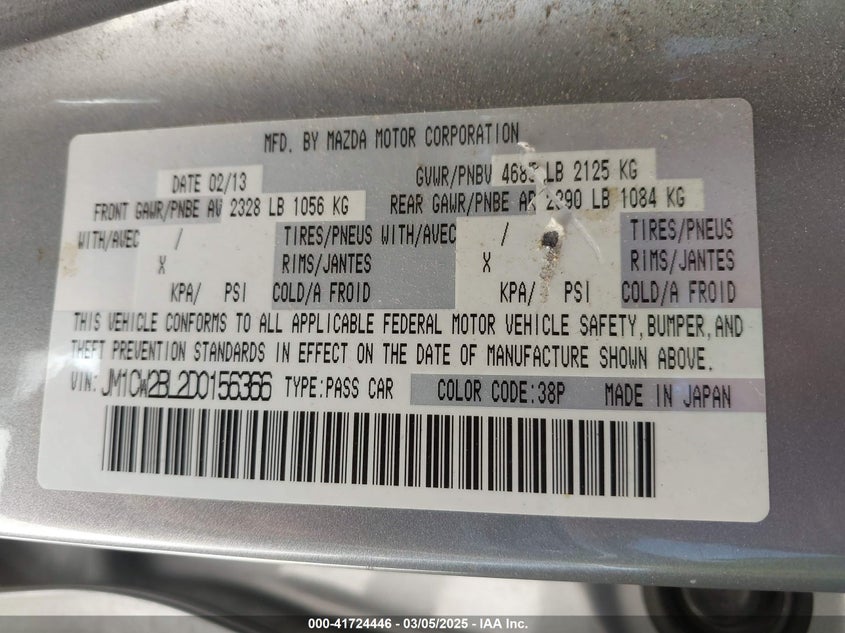 MFD. BY MAZDA MOTOR CORPORATION
DATE 02/13 GVWR/PNBV 4685 LB 2125 KG
FRONT GAWR/PNBE AV 2328 LB 1056 KG REAR GAWR/PNBE AR 2390 LB 1084 KG
WITH/AVEC / TIRES/PNEUS WITH/AVEC / TIRES/PNEUS
X RIMS/JANTES X RIMS/JANTES
KPA/ PSI COLD/A FROID KPA/ PSI COLD/A FROID
THIS VEHICLE CONFORMS TO ALL APPLICABLE FEDERAL MOTOR VEHICLE SAFETY, BUMPER, AND
THEFT PREVENTION STANDARDS IN EFFECT ON THE DATE OF MANUFACTURE SHOWN ABOVE.
VIN: JM1CW2BL2D0156366 TYPE:PASS CAR COLOR CODE:38P MADE IN JAPAN
000-41724446 — 03/05/2025 — IAA Inc.